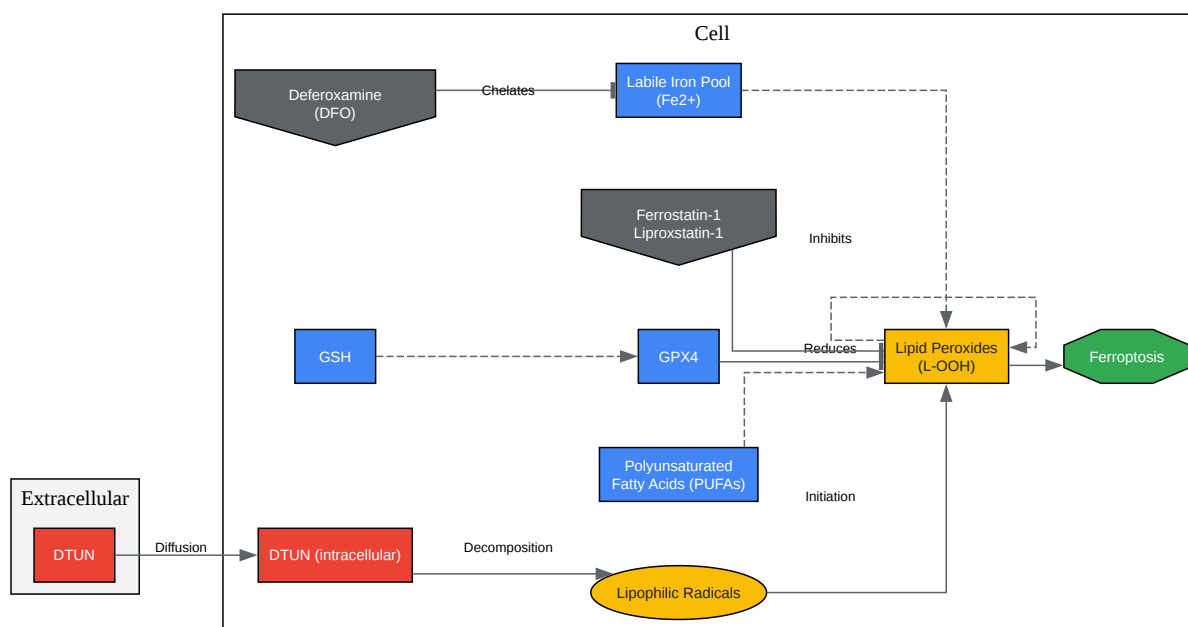 Cell
Deferoxamine
(DFO)
Chelates
Labile Iron Pool
(Fe2+)
Ferrostatin-1
Liproxstatin-1
Inhibits
GSH
GPX4
Reduces
Lipid Peroxides
(L-OOH)
Ferroptosis
Polyunsaturated
Fatty Acids (PUFAs)
Initiation
Extracellular
DTUN
Diffusion
DTUN (intracellular)
Decomposition
Lipophilic Radicals